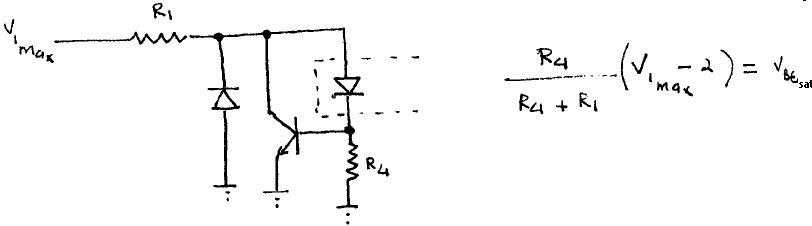 R1
V1max
R4
R4 / (R4 + R1) (V1max - 2) = VBEsat